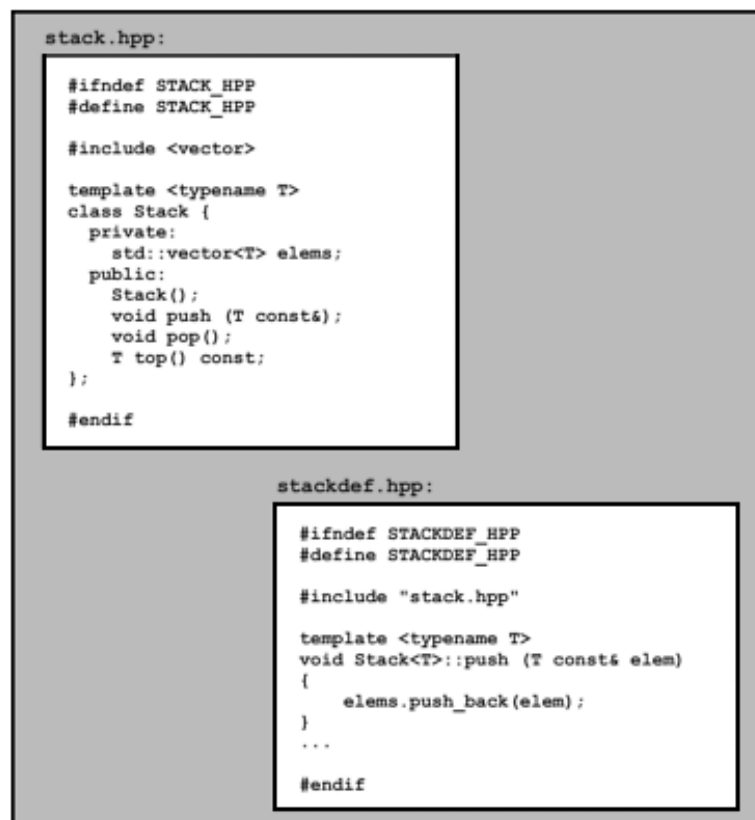 stack.hpp:
#ifndef STACK_HPP
#define STACK_HPP
#include <vector>
template <typename T>
class Stack {
private:
std::vector<T> elems;
public:
Stack();
void push (T const&);
void pop();
T top() const;
};
#endif
stackdef.hpp:
#ifndef STACKDEF_HPP
#define STACKDEF_HPP
#include "stack.hpp"
template <typename T>
void Stack<T>::push (T const& elem)
{
elems.push_back(elem);
}
...
#endif